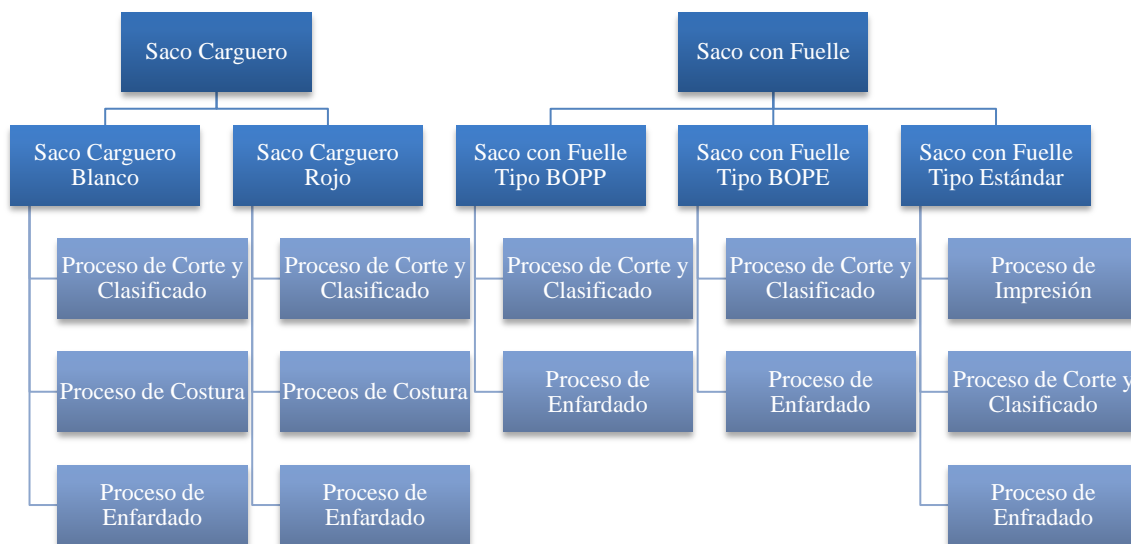 Saco Carguero
Saco con Fuelle
Saco Carguero
Blanco
Saco Carguero
Rojo
Saco con Fuelle
Tipo BOPP
Saco con Fuelle
Tipo BOPE
Saco con Fuelle
Tipo Estándar
Proceso de Corte y
Clasificado
Proceso de Corte y
Clasificado
Proceso de Corte y
Clasificado
Proceso de Corte y
Clasificado
Proceso de
Impresión
Proceso de Costura
Proceos de Costura
Proceso de
Enfardado
Proceso de
Enfardado
Proceso de Corte y
Clasificado
Proceso de
Enfardado
Proceso de
Enfardado
Proceso de
Enfradado